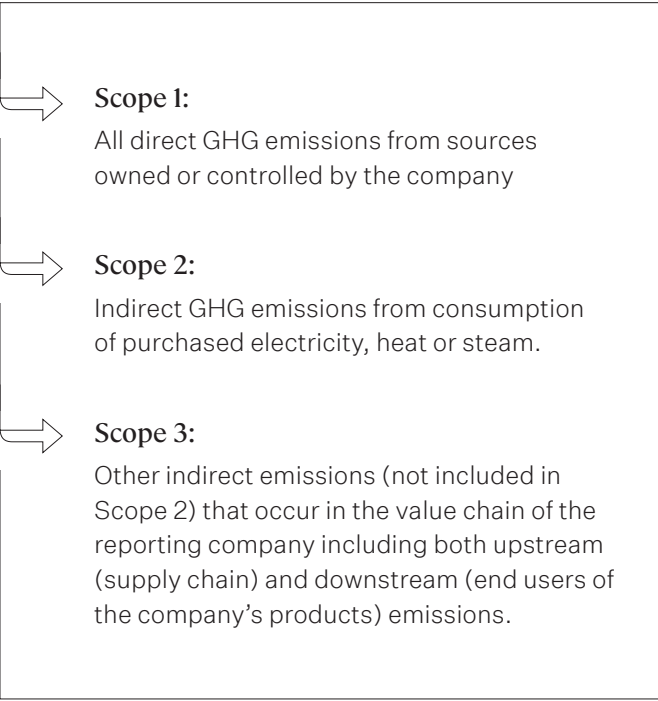 Scope 1:
All direct GHG emissions from sources
owned or controlled by the company
Scope 2:
Indirect GHG emissions from consumption
of purchased electricity, heat or steam.
Scope 3:
Other indirect emissions (not included in
Scope 2) that occur in the value chain of the
reporting company including both upstream
(supply chain) and downstream (end users of
the company’s products) emissions.